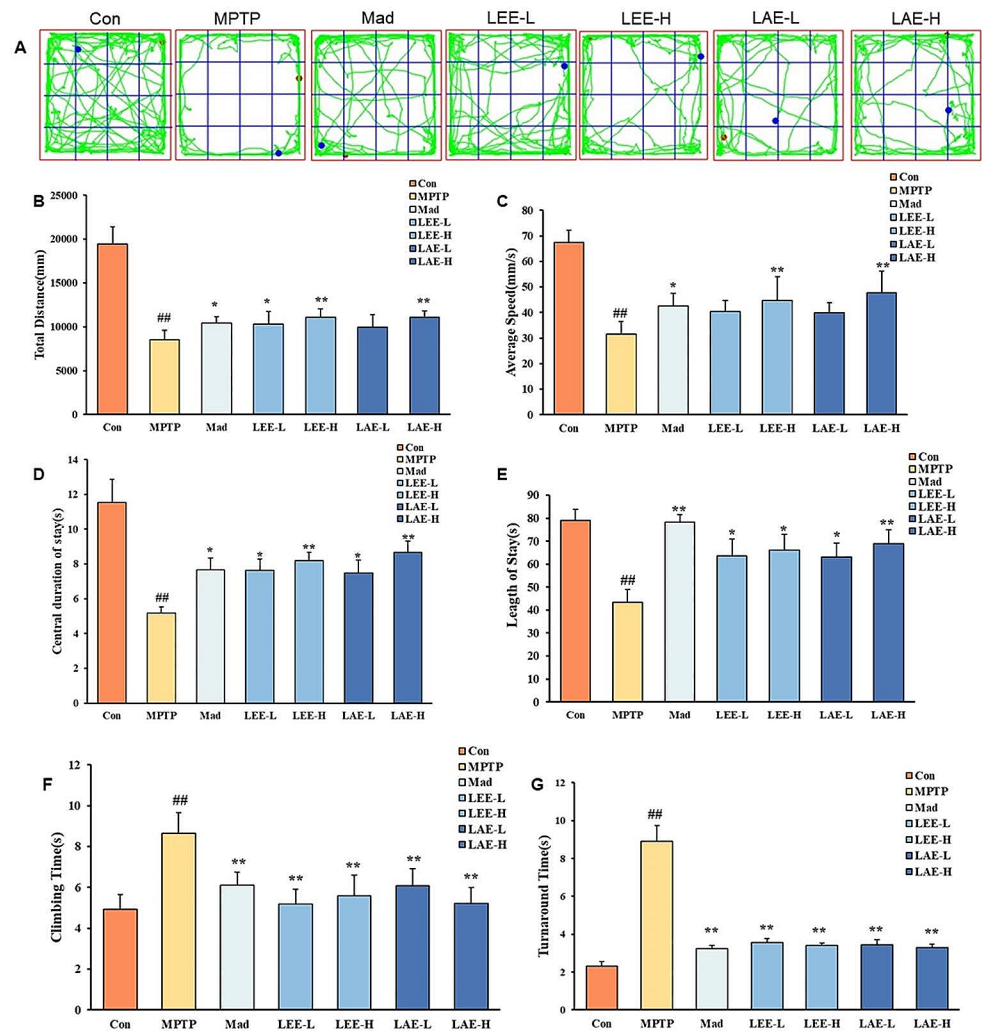 Con MPTP Mad LEE-L LEE-H LAE-L LAE-H
A
B
Con
MPTP
Mad
LEE-L
LEE-H
LAE-L
LAE-H
Total Distance(mm)
25000
20000
15000
10000
5000
0
## * * ** **
Con MPTP Mad LEE-L LEE-H LAE-L LAE-H
C
Con
MPTP
Mad
LEE-L
LEE-H
LAE-L
LAE-H
Average Speed(mm/s)
80
70
60
50
40
30
20
10
0
## * ** **
Con MPTP Mad LEE-L LEE-H LAE-L LAE-H
D
Con
MPTP
Mad
LEE-L
LEE-H
LAE-L
LAE-H
Central duration of stay(s)
14
12
10
8
6
4
2
0
## * * ** * **
Con MPTP Mad LEE-L LEE-H LAE-L LAE-H
E
Con
MPTP
Mad
LEE-L
LEE-H
LAE-L
LAE-H
Leagth of Stay(s)
90
80
70
60
50
40
30
20
10
0
## ** * * * **
Con MPTP Mad LEE-L LEE-H LAE-L LAE-H
F
Con
MPTP
Mad
LEE-L
LEE-H
LAE-L
LAE-H
Climbing Time(s)
12
10
8
6
4
2
0
## ** ** ** ** **
Con MPTP Mad LEE-L LEE-H LAE-L LAE-H
G
Con
MPTP
Mad
LEE-L
LEE-H
LAE-L
LAE-H
Turnaround Time(s)
12
10
8
6
4
2
0
## ** ** ** ** **
Con MPTP Mad LEE-L LEE-H LAE-L LAE-H